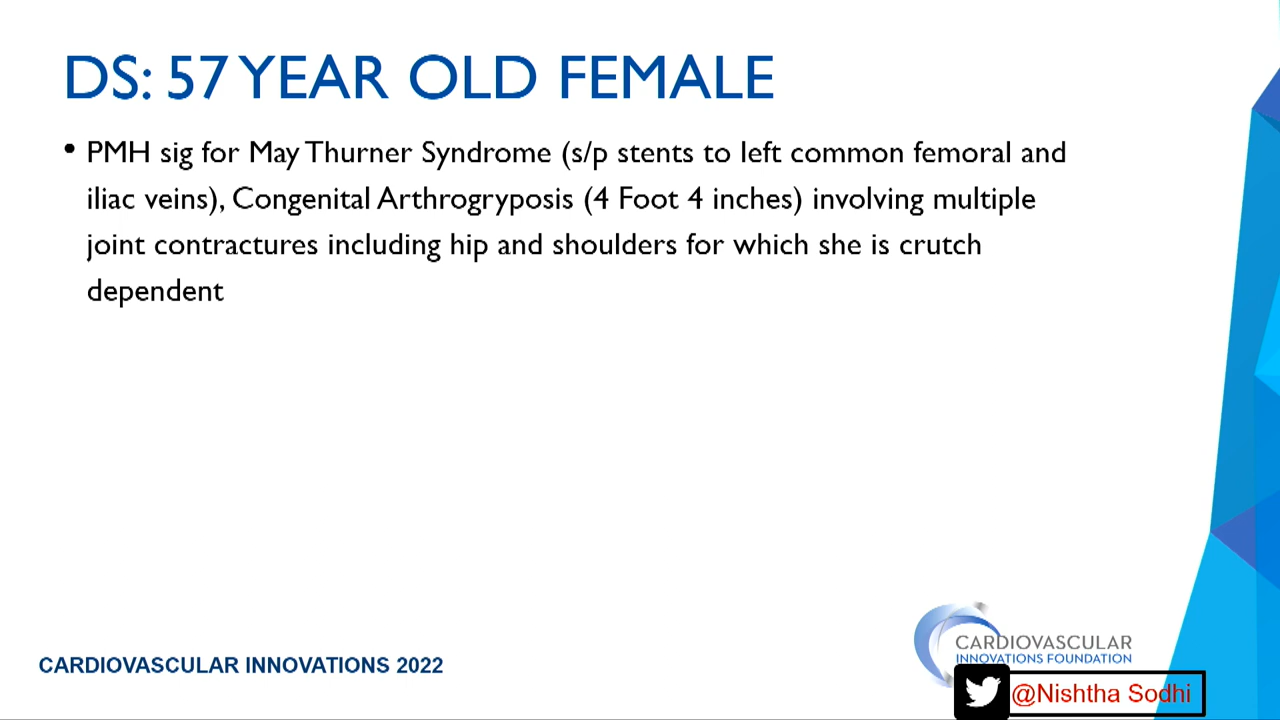 DS: 57 YEAR OLD FEMALE
• PMH sig for May Thurner Syndrome (s/p stents to left common femoral and
iliac veins), Congenital Arthrogryposis (4 Foot 4 inches) involving multiple
joint contractures including hip and shoulders for which she is crutch
dependent
CARDIOVASCULAR
INNOVATIONS FOUNDATION
CARDIOVASCULAR INNOVATIONS 2022
@Nishtha Sodhi